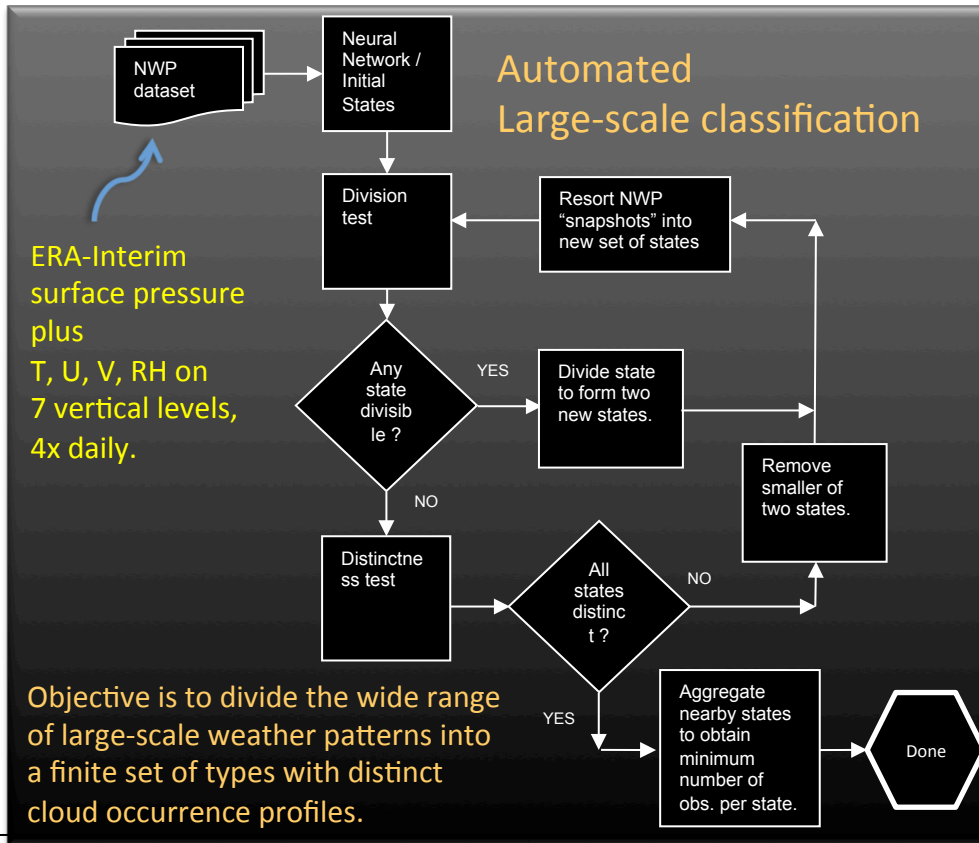 NWP
dataset
Neural
Network /
Initial
States
Automated
Large-scale classification
Division
test
Resort NWP
“snapshots” into
new set of states
ERA-Interim
surface pressure
plus
T, U, V, RH on
7 vertical levels,
4x daily.
Any
state
divisib
le ?
YES
Divide state
to form two
new states.
Remove
smaller of
two states.
NO
Distinctne
ss test
All
states
distinc
t ?
NO
YES
Aggregate
nearby states
to obtain
minimum
number of
obs. per state.
Done
Objective is to divide the wide range
of large-scale weather patterns into
a finite set of types with distinct
cloud occurrence profiles.